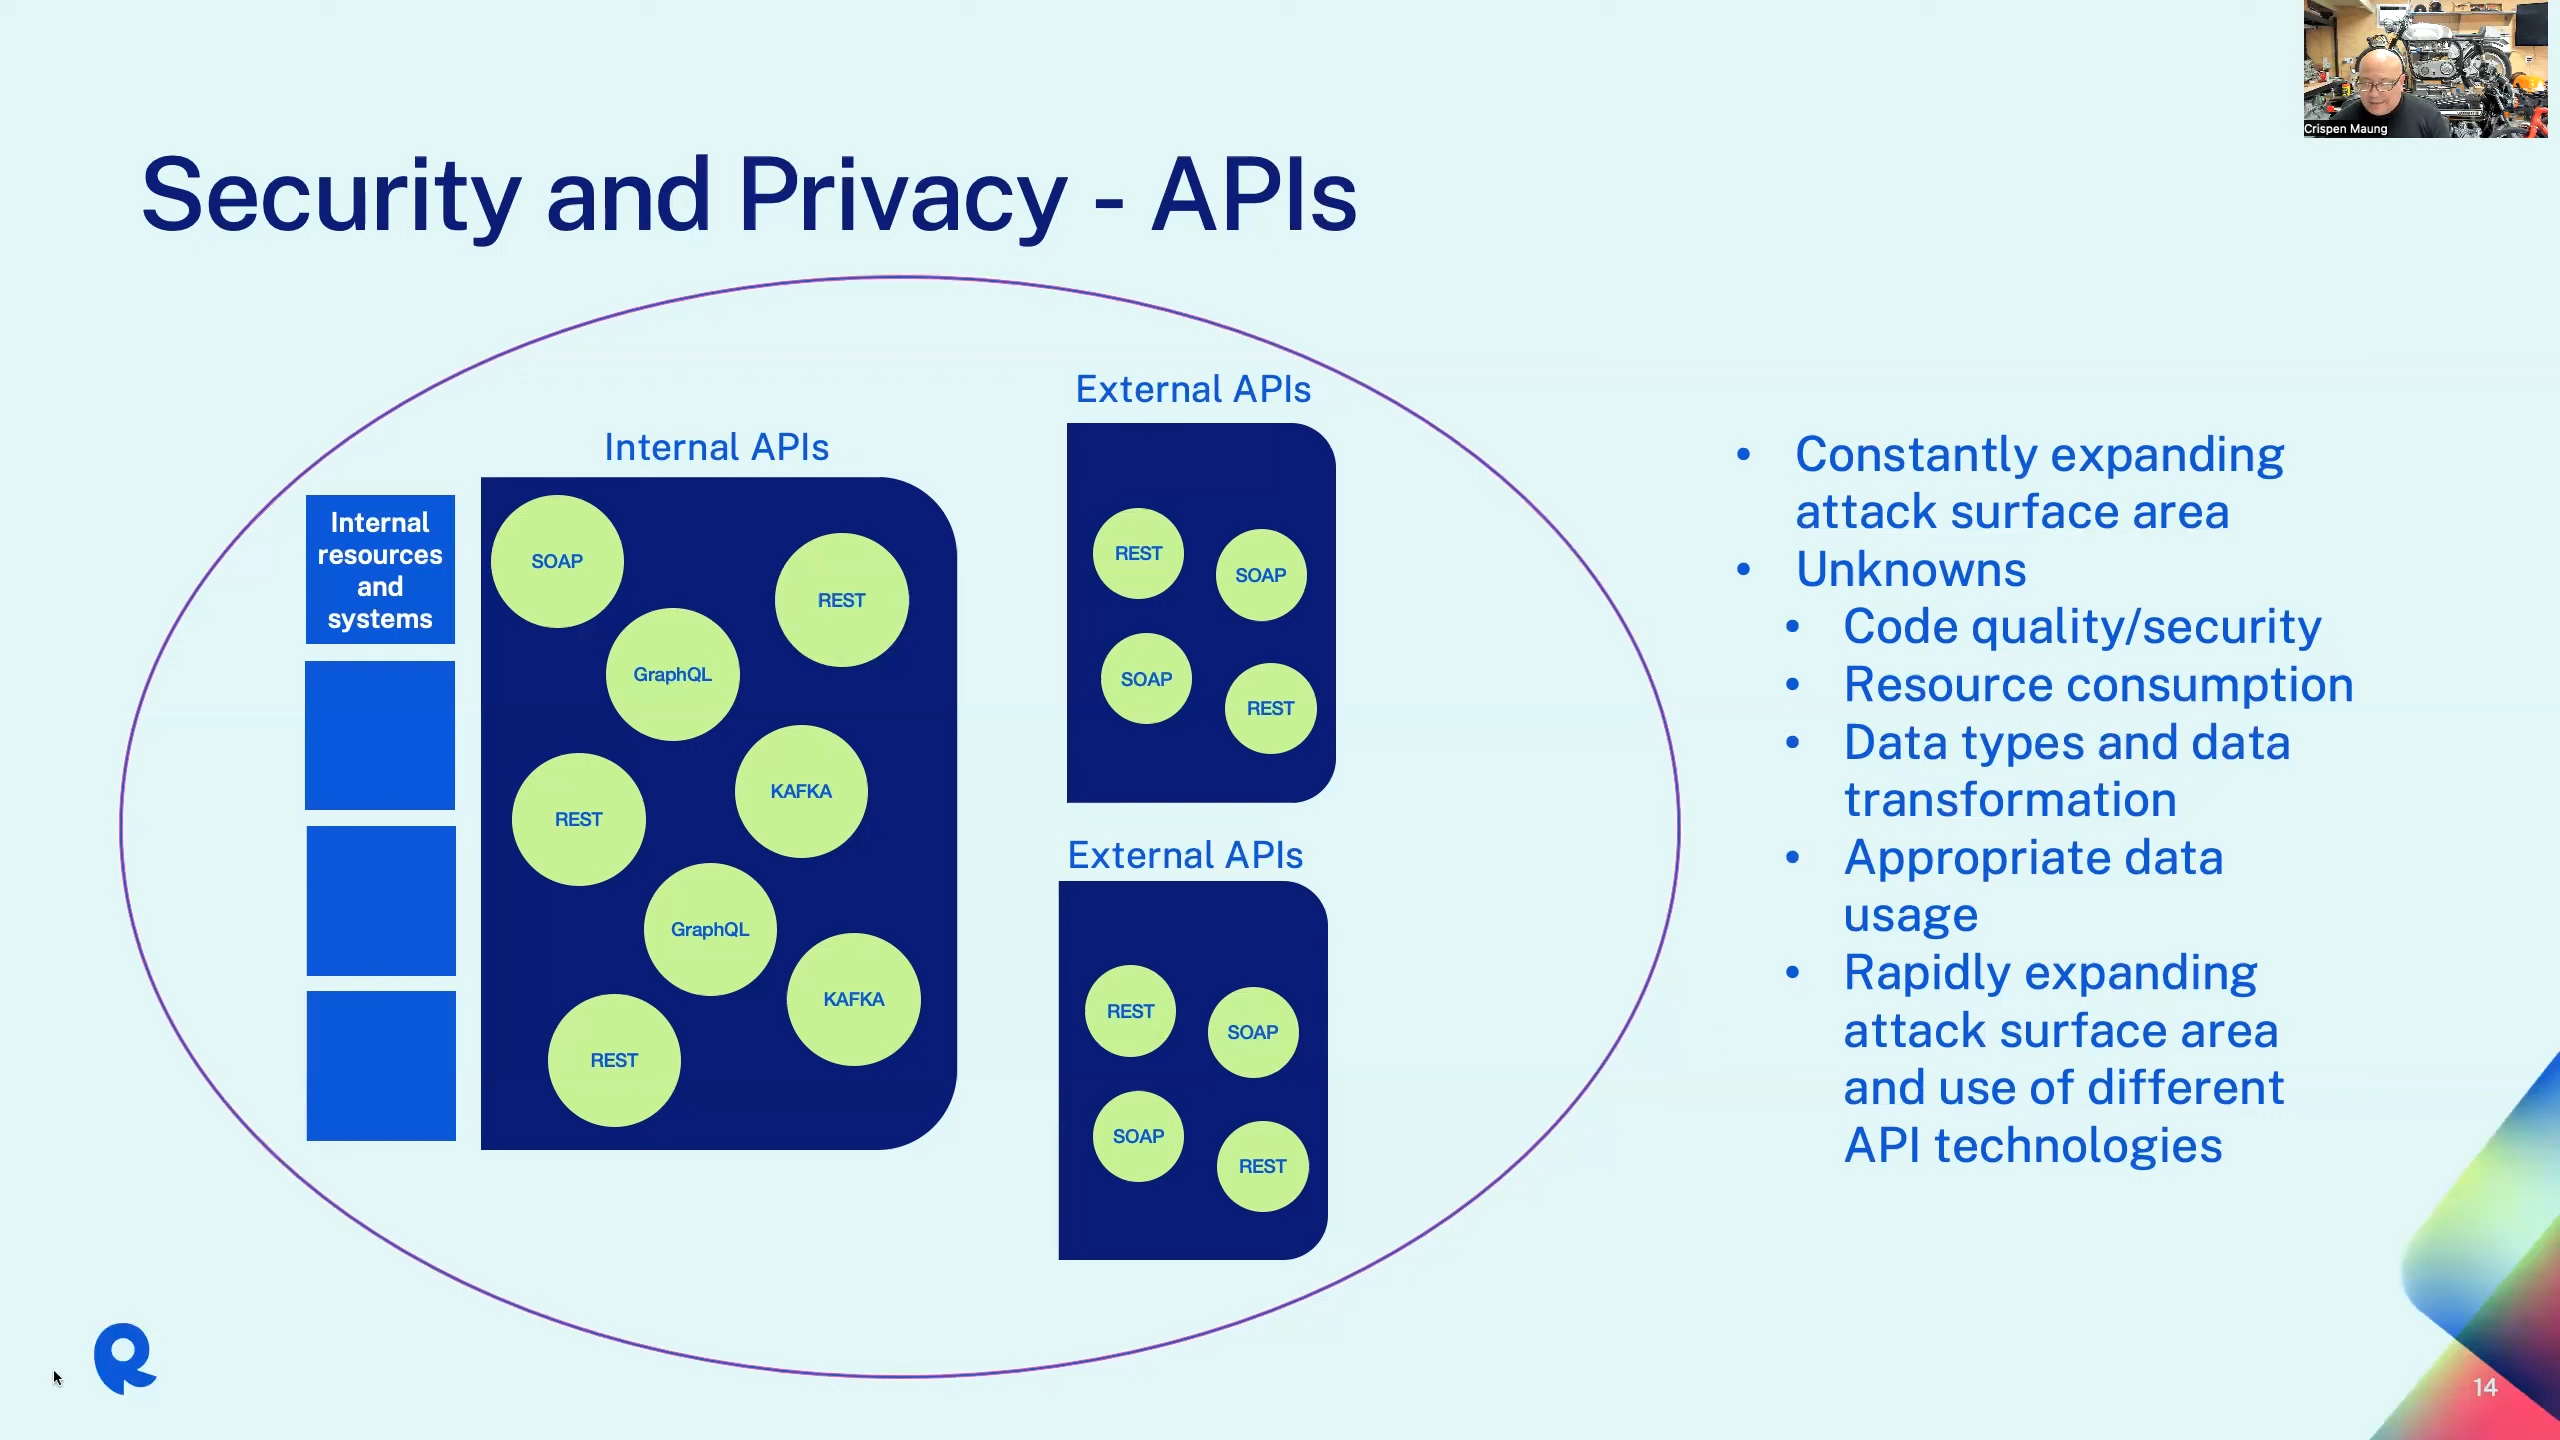 Crispen Maung
Security and Privacy - APIs
External APIs
Internal APIs
Internal
resources
and
systems
SOAP
REST
GraphQL
REST
KAFKA
GraphQL
KAFKA
REST
REST
SOAP
SOAP
REST
External APIs
REST
SOAP
SOAP
REST
• Constantly expanding
attack surface area
• Unknowns
• Code quality/security
• Resource consumption
• Data types and data
transformation
• Appropriate data
usage
• Rapidly expanding
attack surface area
and use of different
API technologies
14